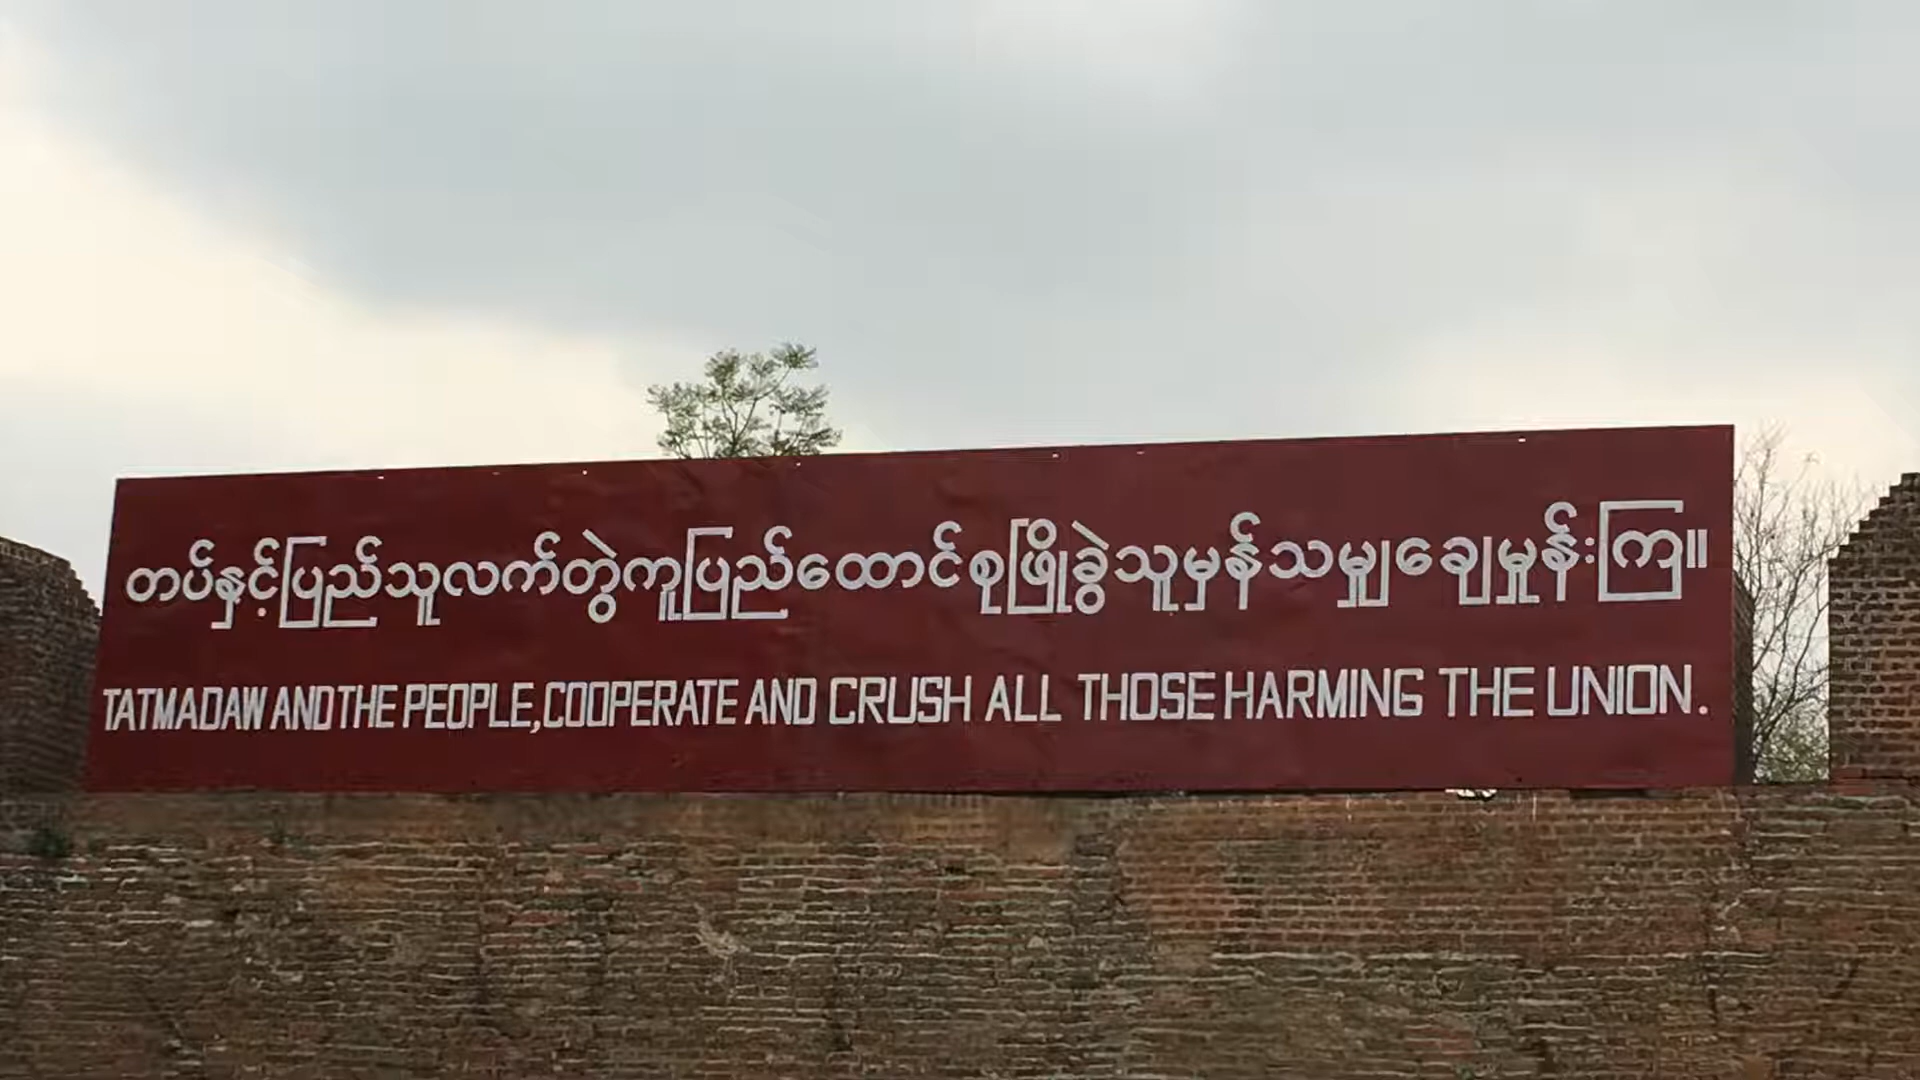 တပ်နှင့်ပြည်သူလက်တွဲကူပြည်ထောင်စုဖြိုခွဲသူမှန်သမျှချေမှုန်းကြ။
TATMADAW AND THE PEOPLE, COOPERATE AND CRUSH ALL THOSE HARMING THE UNION.